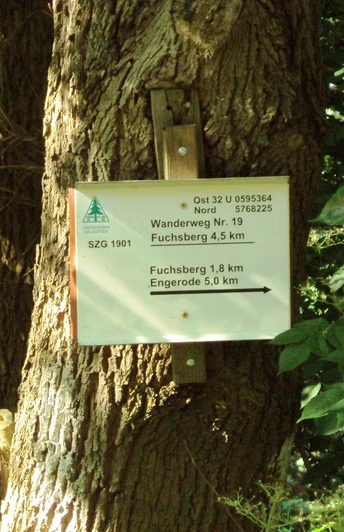 Ost 32 U 0595364
Nord 5768225
Wanderweg Nr. 19
SZG 1901
Fuchsberg 4,5 km
Fuchsberg 1,8 km
Engerode 5,0 km